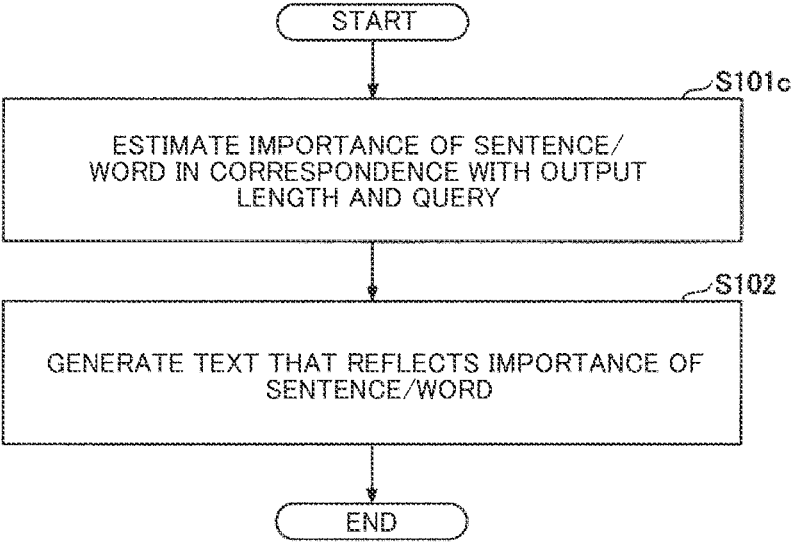 START
S101c
ESTIMATE IMPORTANCE OF SENTENCE/
WORD IN CORRESPONDENCE WITH OUTPUT
LENGTH AND QUERY
S102
GENERATE TEXT THAT REFLECTS IMPORTANCE OF
SENTENCE/WORD
END